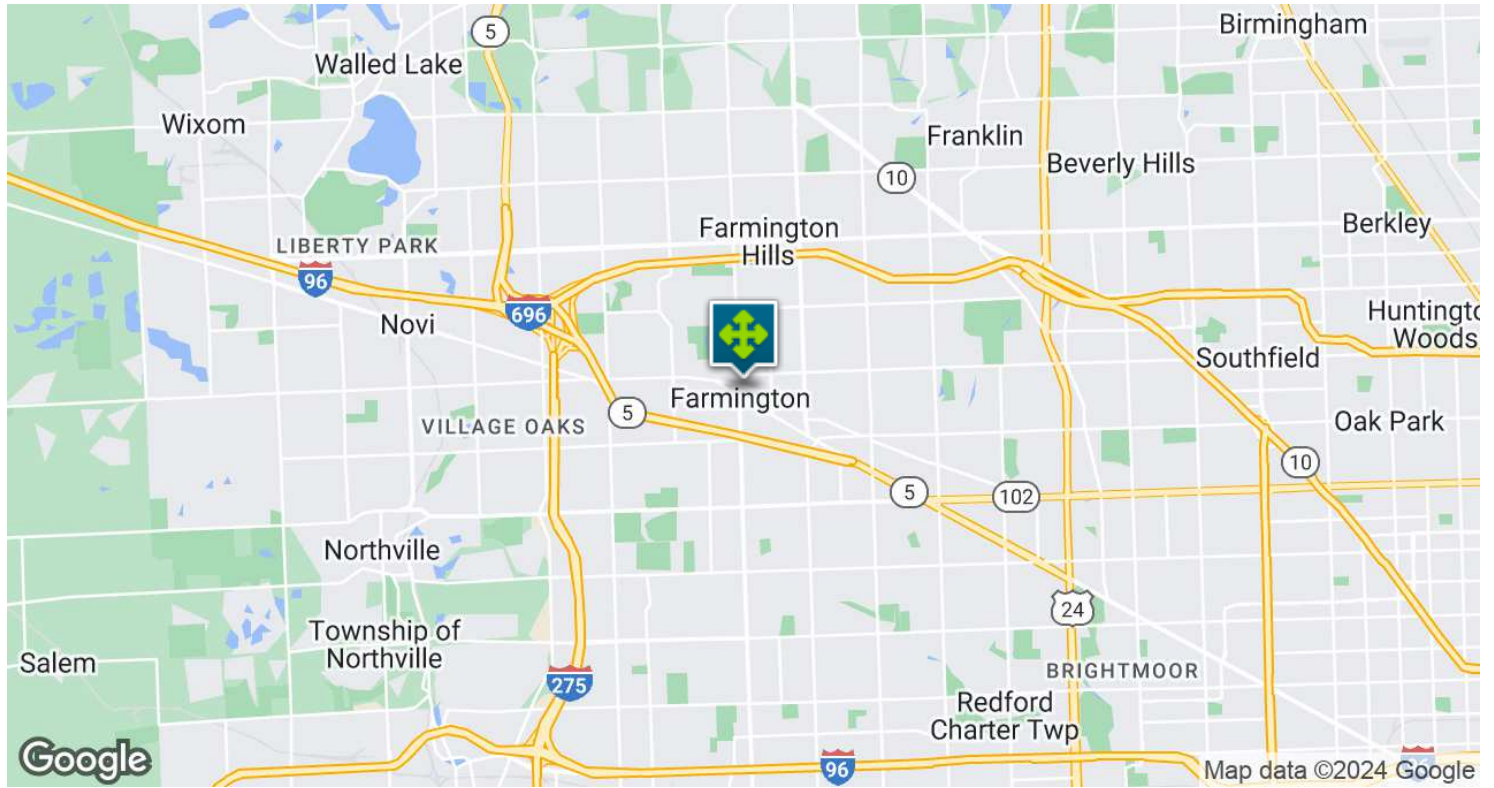 Birmingham
5
Walled Lake
Wixom
Franklin
Beverly Hills
10
Berkley
Farmington
Hills
LIBERTY PARK
96
696
Novi
Huntingto
Woods
Southfield
Farmington
5
VILLAGE OAKS
Oak Park
10
5
102
Northville
24
Township of
Northville
Salem
275
BRIGHTMOOR
Redford
Charter Twp
96
96
Google
Map data ©2024 Google